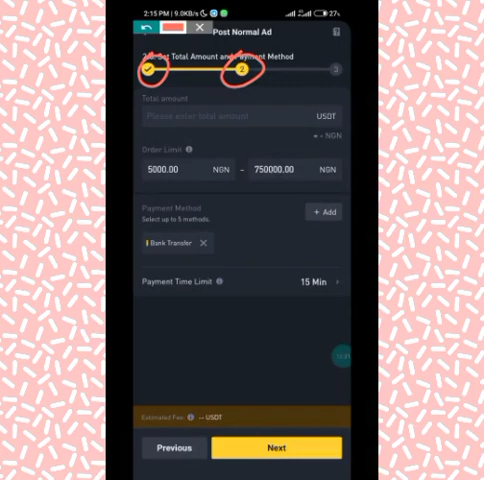 2:15 PM | 9.0KB/s 27%
Post Normal Ad
Set Total Amount and Payment Method
2 3
Total amount
Please enter total amount USDT
≈ - NGN
Order Limit
5000.00 NGN - 750000.00 NGN
Payment Method + Add
Select up to 5 methods.
Bank Transfer
Payment Time Limit 15 Min
Estimated Fee: -- USDT
Previous Next